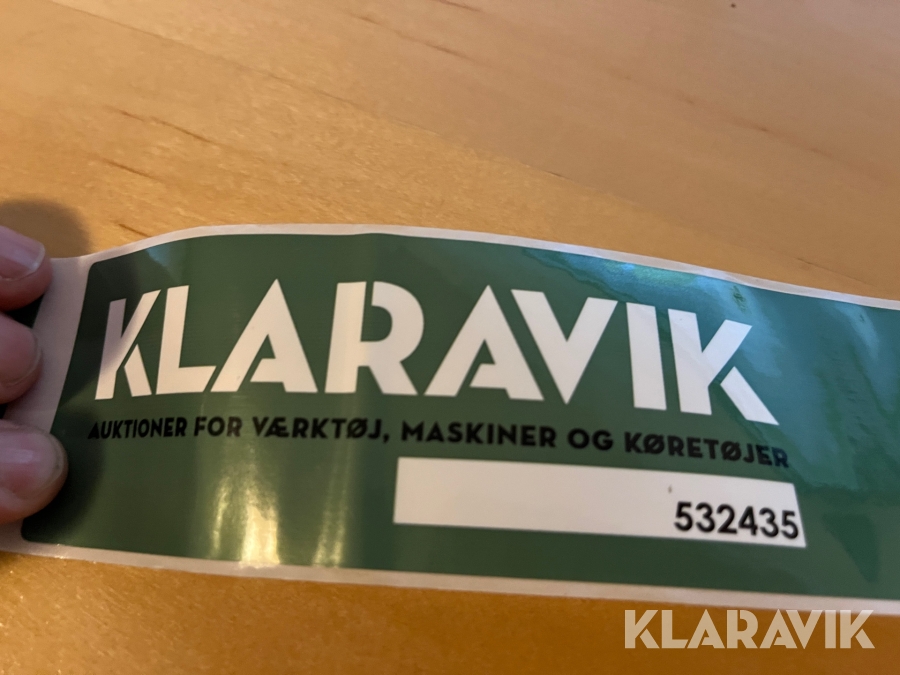 KLARAVIK
AUKTIONER FOR VÆRKTØJ, MASKINER OG KØRETØJER
532435
KLARAVIK